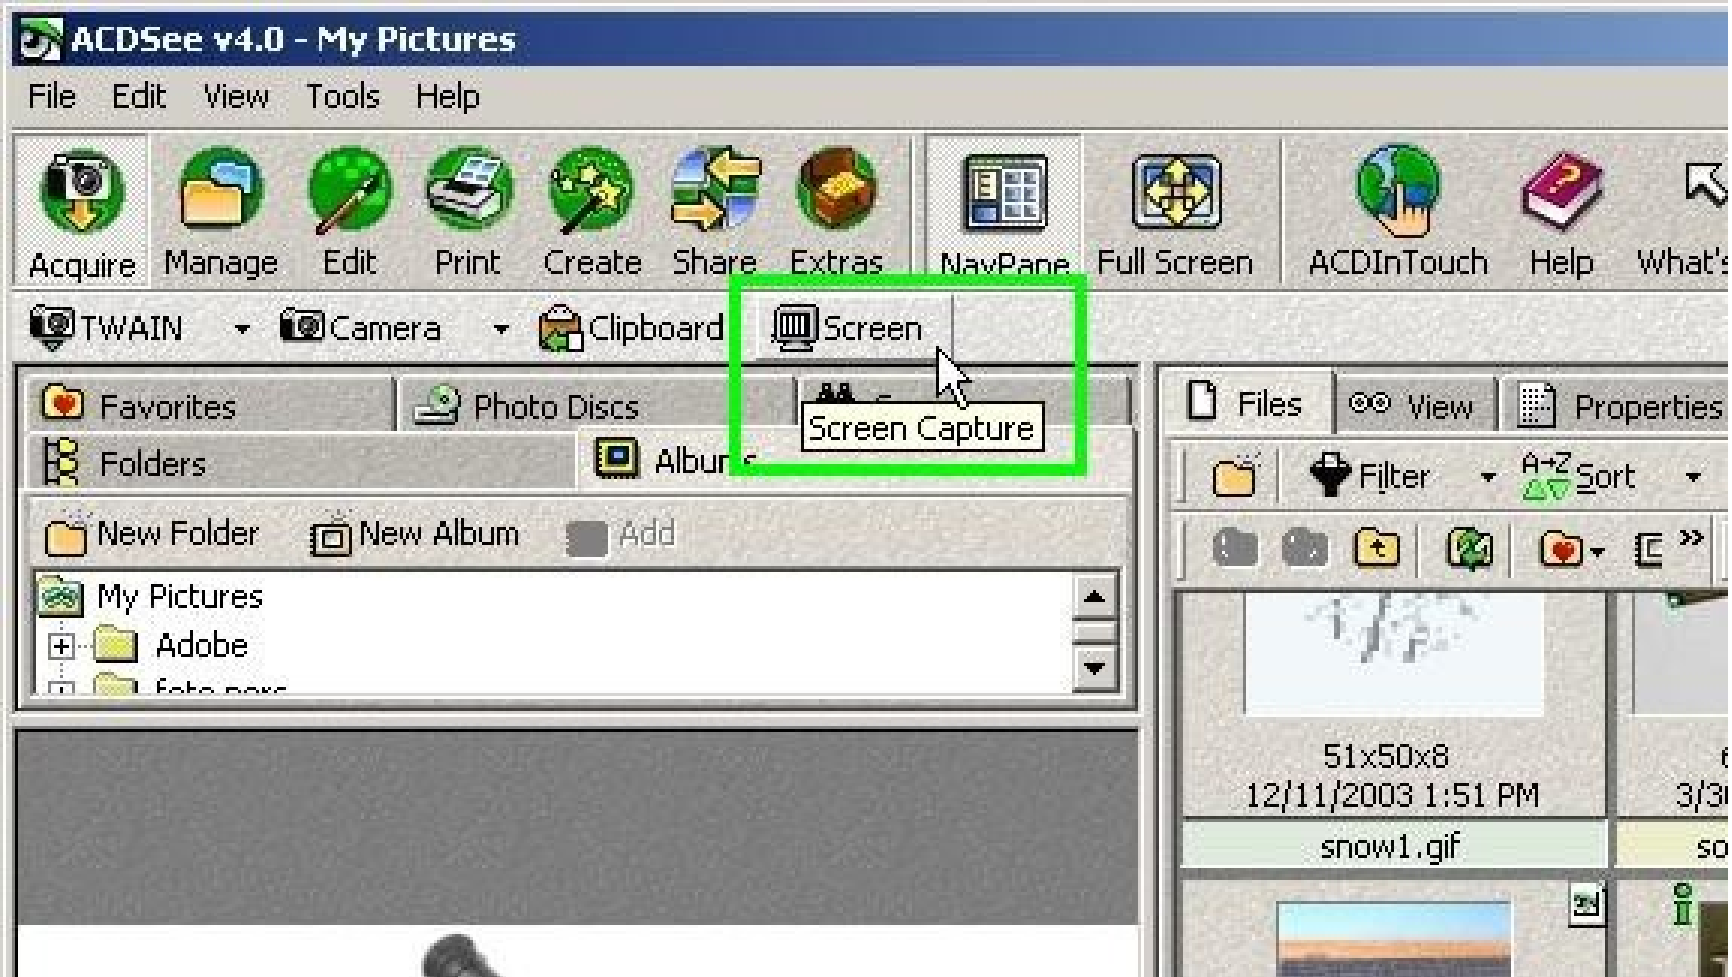 ACDSee v4.0 - My Pictures
File Edit View Tools Help
Acquire Manage Edit Print Create Share Extras NavPane Full Screen ACDInTouch Help What's
TWAIN Camera Clipboard Screen
Screen Capture
Favorites Photo Discs
Folders Albums
Files View Properties
Filter A→Z Sort
New Folder New Album Add
»
My Pictures
Adobe
51x50x8
12/11/2003 1:51 PM
snow1.gif